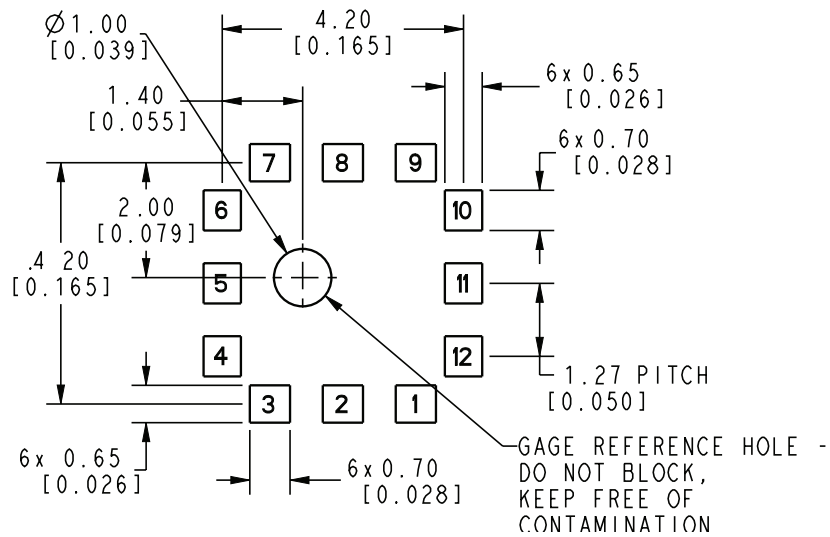 Ø1.00
[0.039]
4.20
[0.165]
6x 0.65
[0.026]
1.40
[0.055]
6x 0.70
[0.028]
7 8 9
2.00
[0.079]
6
10
.4 20
[0.165]
5
11
4
12
1.27 PITCH
[0.050]
3 2 1
6x 0.65
[0.026]
6x 0.70
[0.028]
GAGE REFERENCE HOLE -
DO NOT BLOCK,
KEEP FREE OF
CONTAMINATION